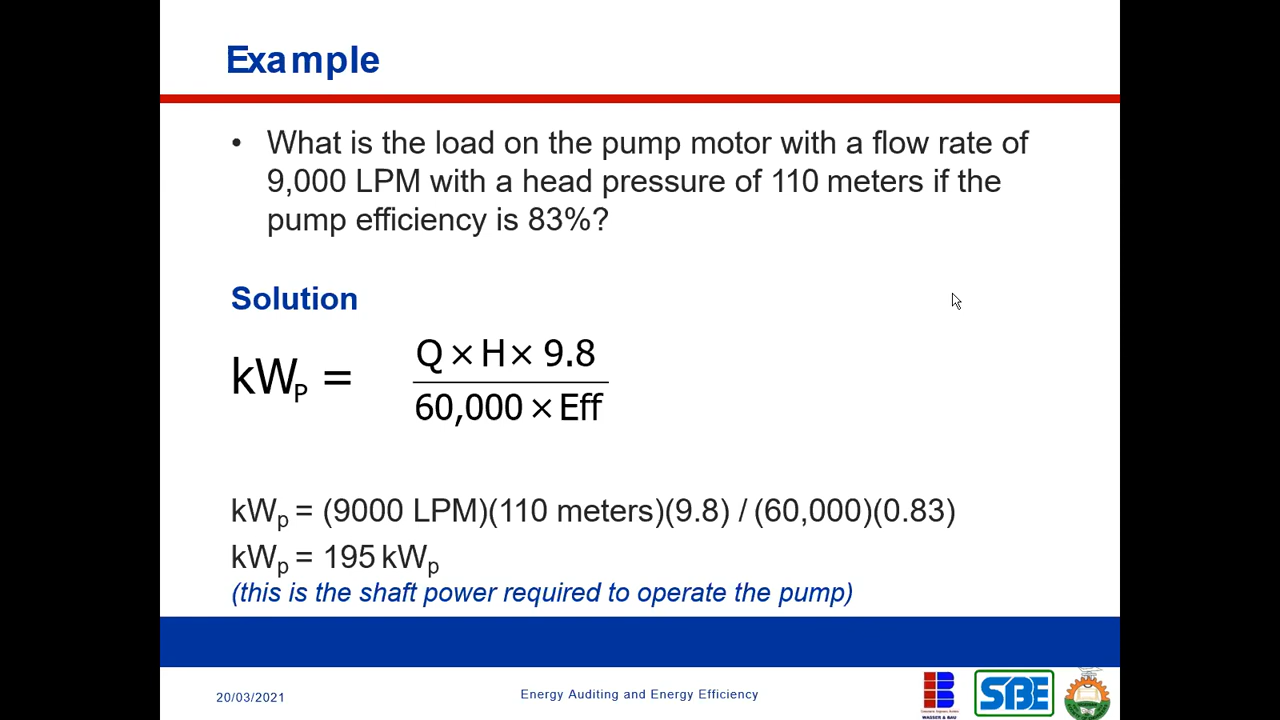 Example
• What is the load on the pump motor with a flow rate of
9,000 LPM with a head pressure of 110 meters if the
pump efficiency is 83%?
Solution
kWP = Q × H × 9.8
60,000 × Eff
kWp = (9000 LPM)(110 meters)(9.8) / (60,000)(0.83)
kWp = 195 kWp
(this is the shaft power required to operate the pump)
20/03/2021
Energy Auditing and Energy Efficiency
WASSER & BAU
SBE